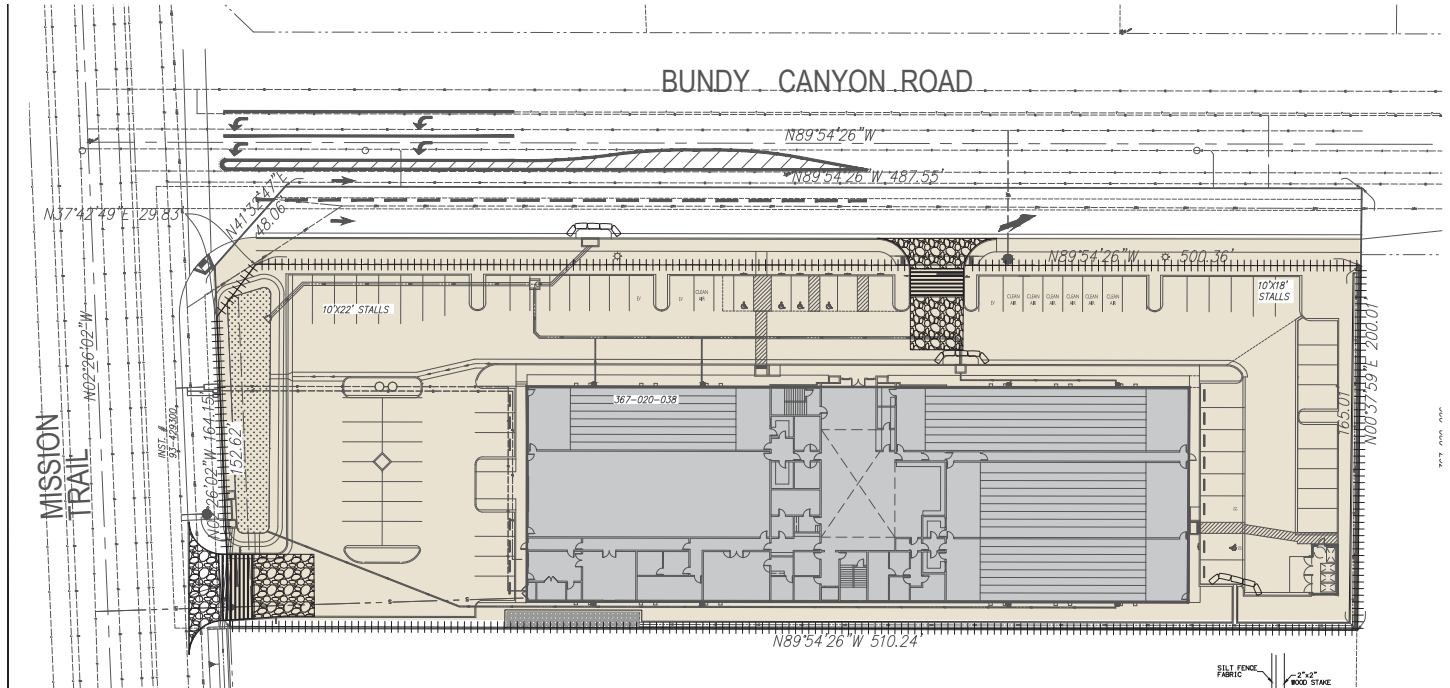 BUNDY CANYON ROAD
N89°54'26"W
N89°54'26"W 487.55'
N41°33'47"E
48.06'
N37°42'49"E 29.83'
N89°54'26"W 500.36'
10'X22' STALLS
EV
EV
CLEAN
AIR
EV
CLEAN
AIR
CLEAN
AIR
CLEAN
AIR
CLEAN
AIR
CLEAN
AIR
CLEAN
AIR
10'X18'
STALLS
N02°26'02"W
N00°37'59"E 200.01'
165.01'
367-020-038
INST. #
93-429300
N02°26'02"W 164.15'
152.62'
MISSION
TRAIL
N89°54'26"W 510.24'
SILT FENCE
FABRIC
2"x2"
WOOD STAKE